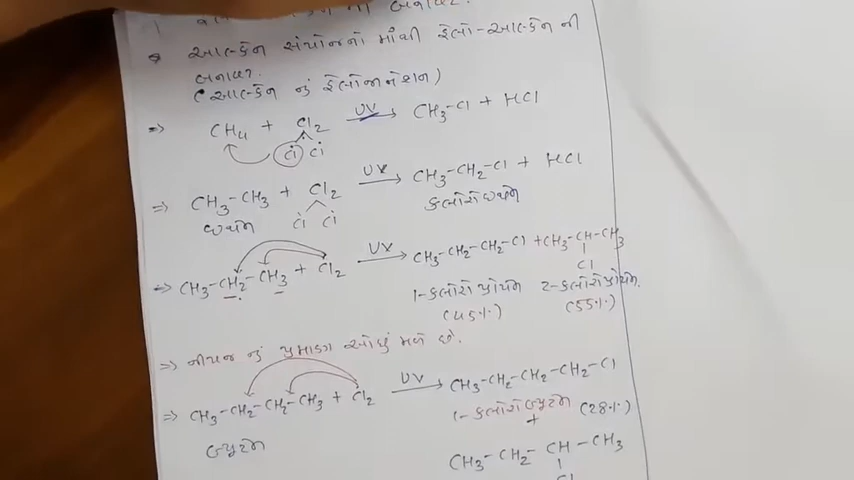 આલ્કેન સંયોજનો માંથી હેલો-આલ્કેન ની
બનાવટ.
(આલ્કેન નું હેલોજીનેશન)
⇒ CH4 + Cl2 UV → CH3-Cl + HCl
Cl Cl
⇒ CH3-CH3 + Cl2 UV → CH3-CH2-Cl + HCl
ઇથેન Cl Cl ક્લોરોઇથેન
⇒ CH3-CH2-CH3 + Cl2 UV → CH3-CH2-CH2-Cl + CH3-CH-CH3
Cl
1-ક્લોરો પ્રોપેન 2-ક્લોરોપ્રોપેન
(45%) (55%)
⇒ નીપજ નું પ્રમાણ ઓછું મળે છે.
⇒ CH3-CH2-CH2-CH3 + Cl2 UV → CH3-CH2-CH2-CH2-Cl
બ્યુટેન 1-ક્લોરોબ્યુટેન (28%)
+
CH3-CH2-CH-CH3
Cl